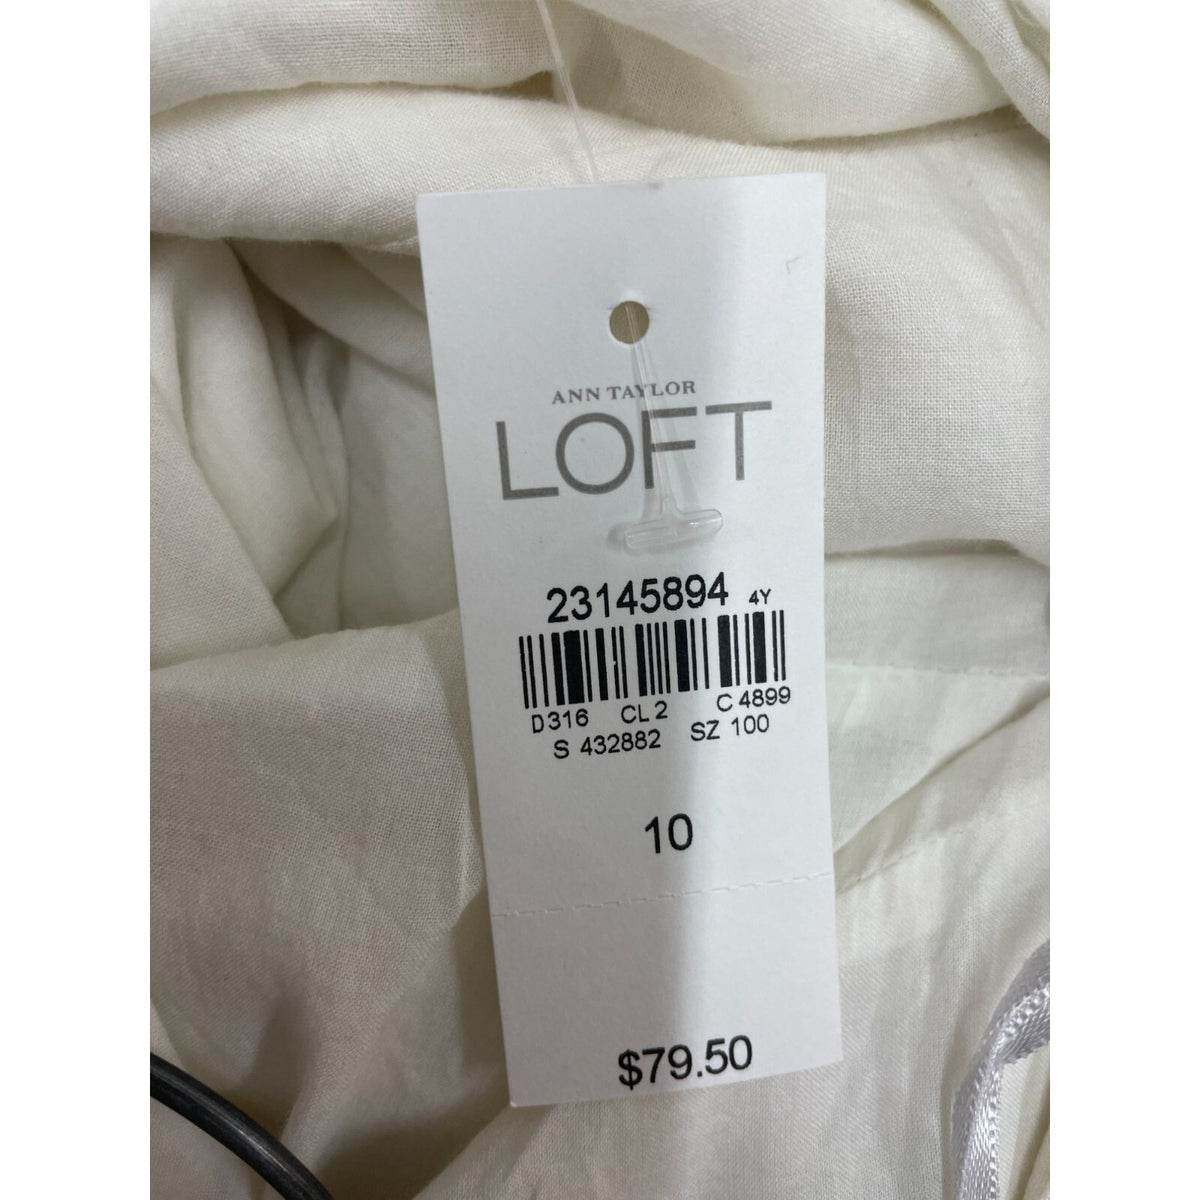 ANN TAYLOR
LOFT
23145894 4Y
D316 CL 2 C 4899
S 432882 SZ 100
10
$79.50